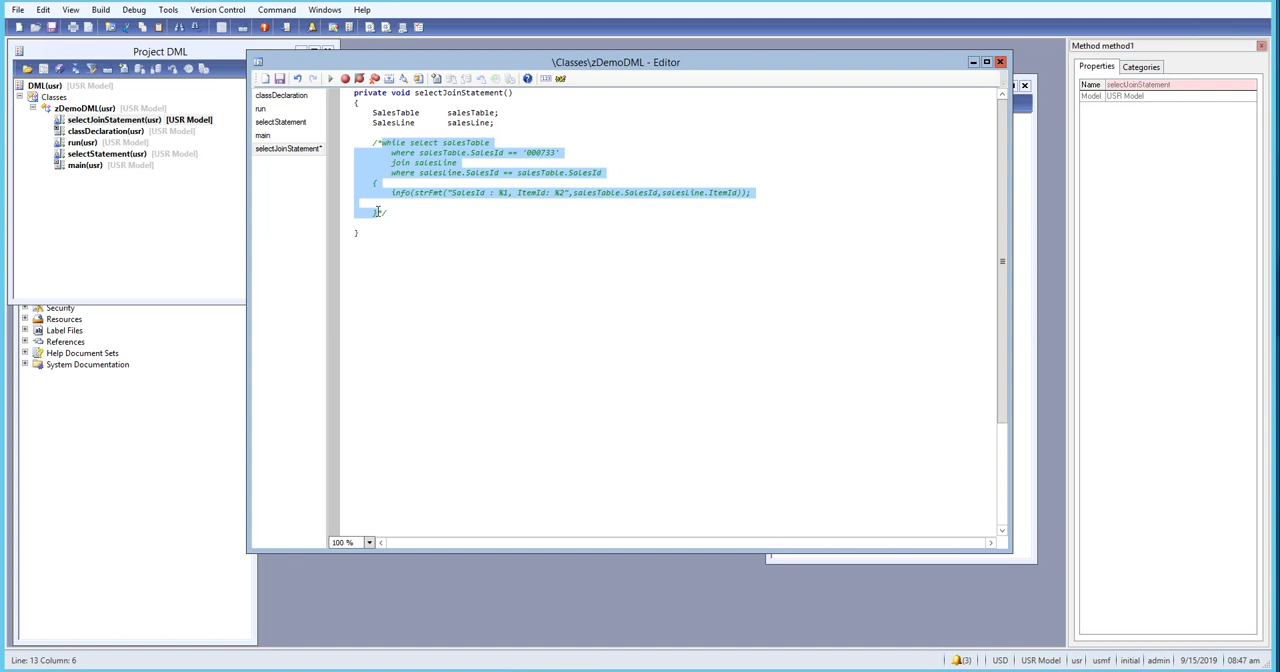 File Edit View Build Debug Tools Version Control Command Windows Help
Project DML
DML(usr) [USR Model]
Classes
zDemoDML(usr) [USR Model]
selectJoinStatement(usr) [USR Model]
classDeclaration(usr) [USR Model]
run(usr) [USR Model]
selectStatement(usr) [USR Model]
main(usr) [USR Model]
Security
Resources
Label Files
References
Help Document Sets
System Documentation
\Classes\zDemoDML - Editor
classDeclaration
run
selectStatement
main
selectJoinStatement*
private void selectJoinStatement()
{
SalesTable salesTable;
SalesLine salesLine;
/*while select salesTable
where salesTable.SalesId == '000733'
join salesLine
where salesLine.SalesId == salesTable.SalesId
{
info(strFmt("SalesId : %1, ItemId: %2",salesTable.SalesId,salesLine.ItemId));
}*/
}
100 %
Method method1
Properties Categories
Name selectJoinStatement
Model USR Model
Line: 13 Column: 6
(3) USD USR Model usr usmf initial admin 9/15/2019 08:47 am